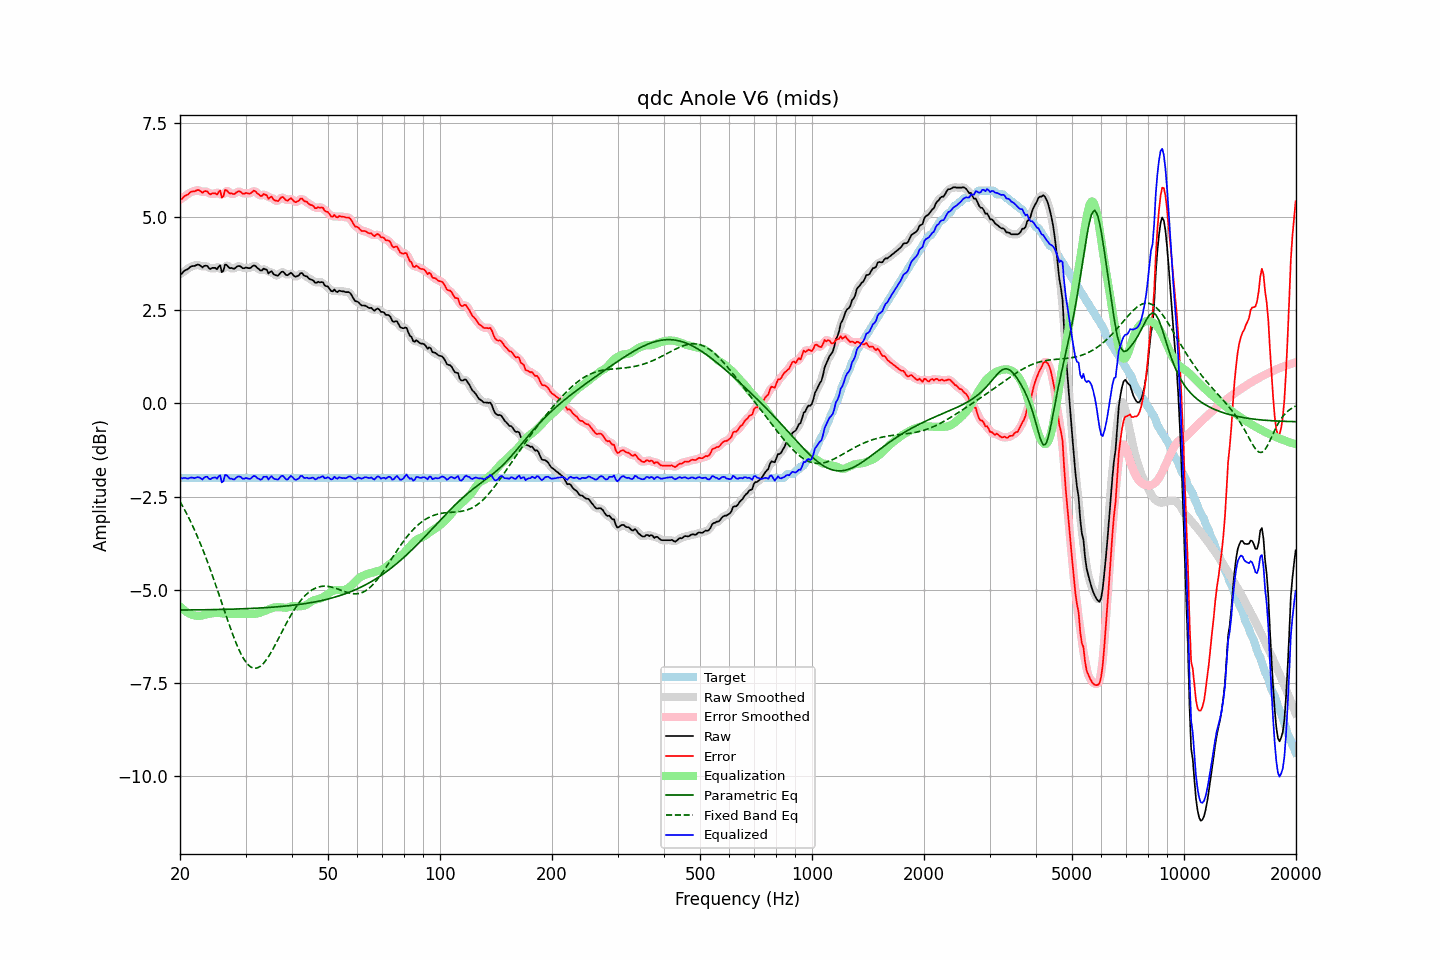 qdc Anole V6 (mids)
7.5
5.0
2.5
0.0
−2.5
−5.0
−7.5
−10.0
Amplitude (dBr)
Target
Raw Smoothed
Error Smoothed
Raw
Error
Equalization
Parametric Eq
Fixed Band Eq
Equalized
20 50 100 200 500 1000 2000 5000 10000 20000
Frequency (Hz)